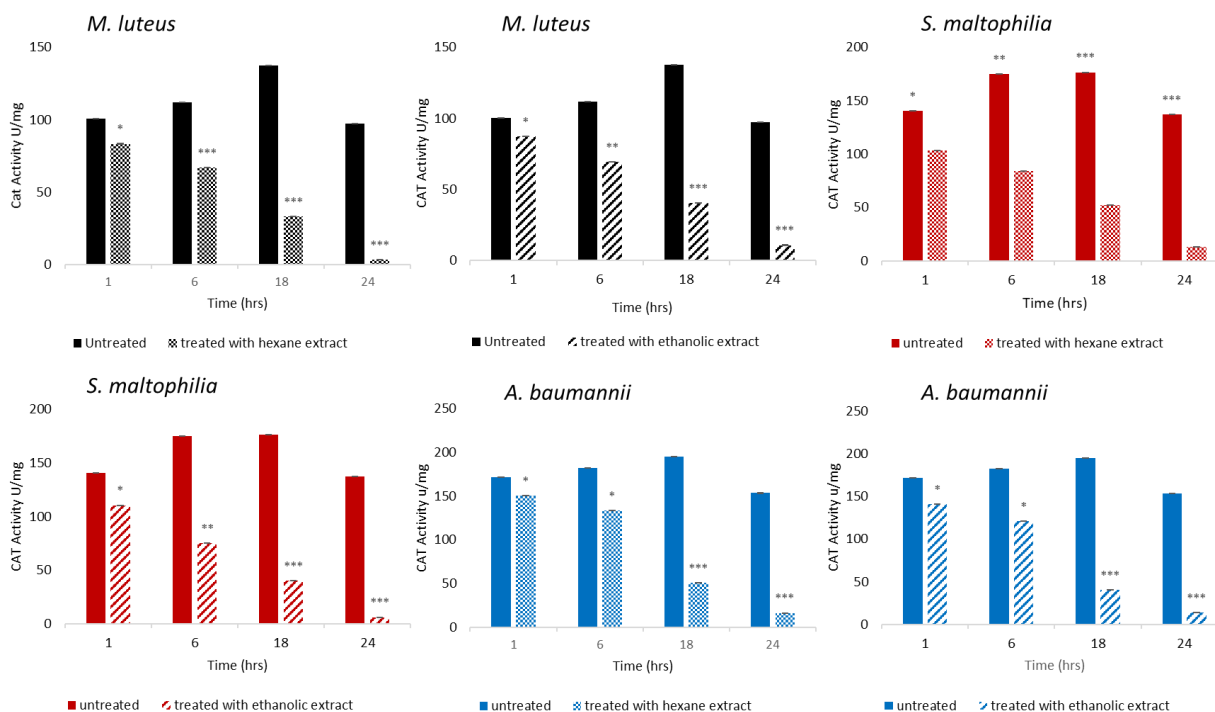 M. luteus
150
100
50
0
Cat Activity U/mg
*
***
***
***
1 6 18 24
Time (hrs)
Untreated treated with hexane extract
M. luteus
150
100
50
0
CAT Activity U/mg
*
**
***
***
1 6 18 24
Time (hrs)
Untreated treated with ethanolic extract
S. maltophilia
200
150
100
50
0
CAT Activity U/mg
*
**
***
***
1 6 18 24
Time (hrs)
untreated treated with hexane extract
S. maltophilia
200
150
100
50
0
CAT Activity U/mg
*
**
***
***
1 6 18 24
Time (hrs)
untreated treated with ethanolic extract
A. baumannii
250
200
150
100
50
0
CAT Activity u/mg
*
*
***
***
1 6 18 24
Time (hrs)
untreated treated with hexane extract
A. baumannii
250
200
150
100
50
0
CAT Activity u/mg
*
*
***
***
1 6 18 24
Time (hrs)
untreated treated with ethanolic extract